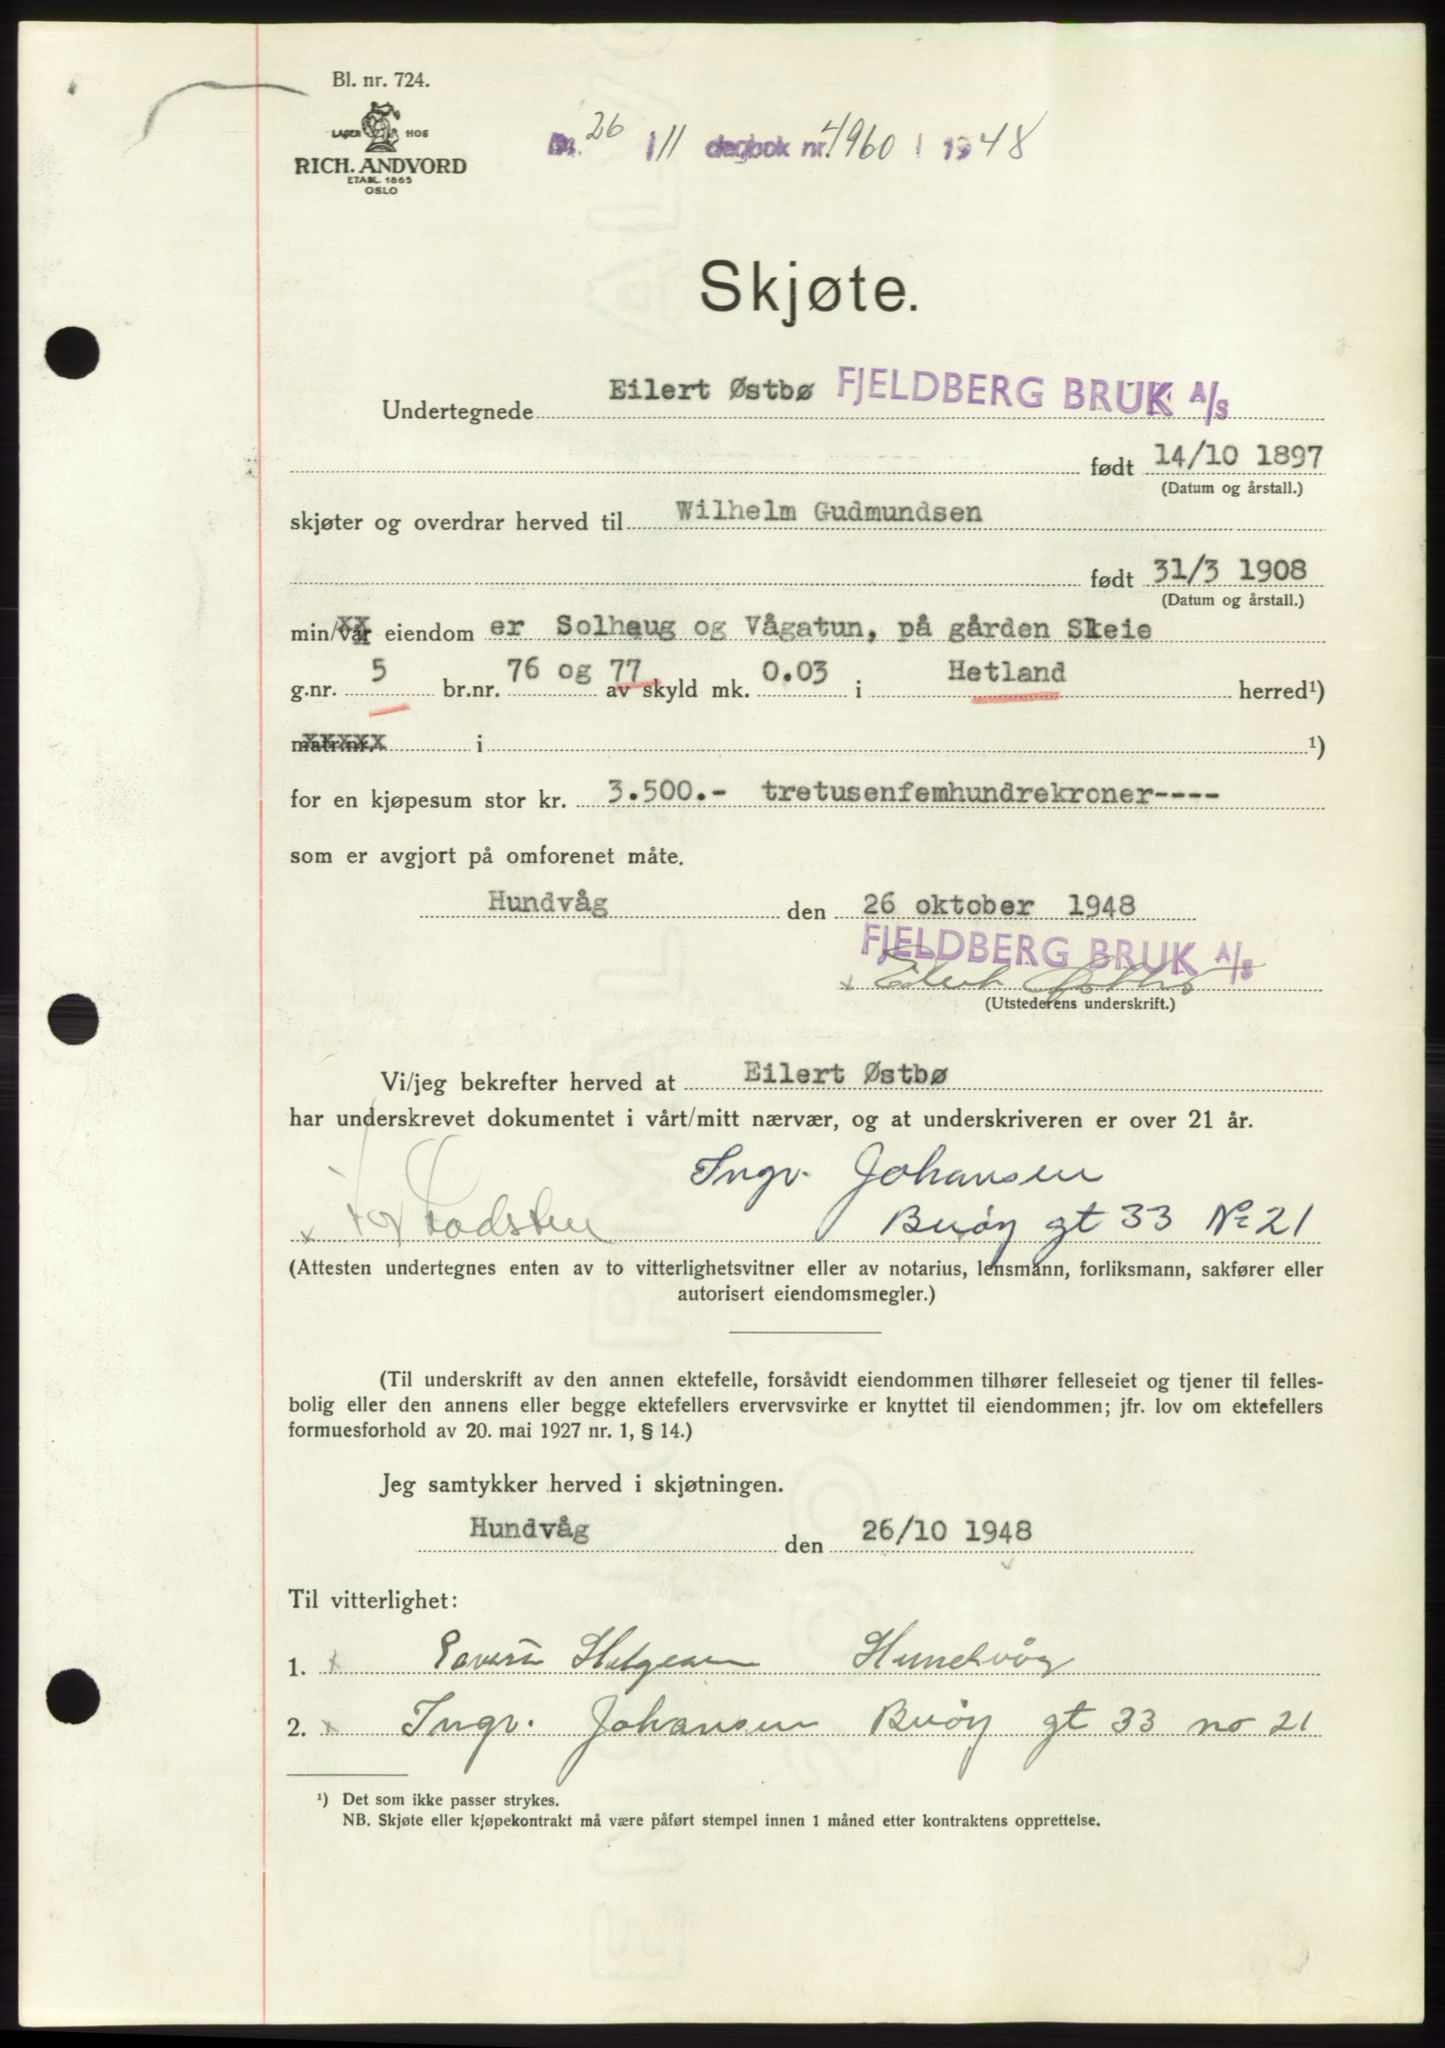 Bl. nr. 724.
LAGER HOS
RICH. ANDVORD
ETABL. 1865
OSLO
26 / 11 dagbok nr. 4960 / 1948
Skjøte.
Undertegnede Eilert Østbø FJELDBERG BRUK A/S
født 14/10 1897
(Datum og årstall.)
skjøter og overdrar herved til Wilhelm Gudmundsen
født 31/3 1908
(Datum og årstall.)
min/vår eiendom er Solhaug og Vågatun, på gården Skeie
g.nr. 5 br.nr. 76 og 77 av skyld mk. 0.03 i Hetland herred¹)
matr.nr. i ¹)
for en kjøpesum stor kr. 3.500.- tretusenfemhundrekroner----
som er avgjort på omforenet måte.
Hundvåg den 26 oktober 1948
FJELDBERG BRUK A/S
Eilert Østbø
(Utstederens underskrift.)
Vi/jeg bekrefter herved at Eilert Østbø
har underskrevet dokumentet i vårt/mitt nærvær, og at underskriveren er over 21 år.
Ingv. Johansen
Buøy gt 33 No 21
(Attesten undertegnes enten av to vitterlighetsvitner eller av notarius, lensmann, forliksmann, sakfører eller
autorisert eiendomsmegler.)
(Til underskrift av den annen ektefelle, forsåvidt eiendommen tilhører felleseiet og tjener til felles-
bolig eller den annens eller begge ektefellers ervervsvirke er knyttet til eiendommen; jfr. lov om ektefellers
formuesforhold av 20. mai 1927 nr. 1, § 14.)
Jeg samtykker herved i skjøtningen.
Hundvåg den 26/10 1948
Til vitterlighet:
1. x Hundvåg
2. x Ingv. Johansen Buøy gt 33 no 21
¹) Det som ikke passer strykes.
NB. Skjøte eller kjøpekontrakt må være påført stempel innen 1 måned etter kontraktens opprettelse.